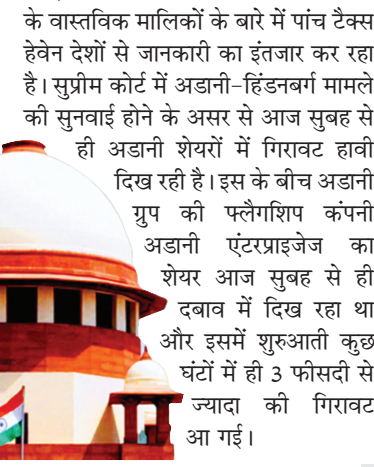 के वास्तविक मालिकों के बारे में पांच टैक्स
हेवेन देशों से जानकारी का इंतजार कर रहा
है। सुप्रीम कोर्ट में अडानी-हिंडनबर्ग मामले
की सुनवाई होने के असर से आज सुबह से
ही अडानी शेयरों में गिरावट हावी
दिख रही है। इस के बीच अडानी
ग्रुप की फ्लैगशिप कंपनी
अडानी एंटरप्राइजेज का
शेयर आज सुबह से ही
दबाव में दिख रहा था
और इसमें शुरुआती कुछ
घंटों में ही 3 फीसदी से
ज्यादा की गिरावट
आ गई।